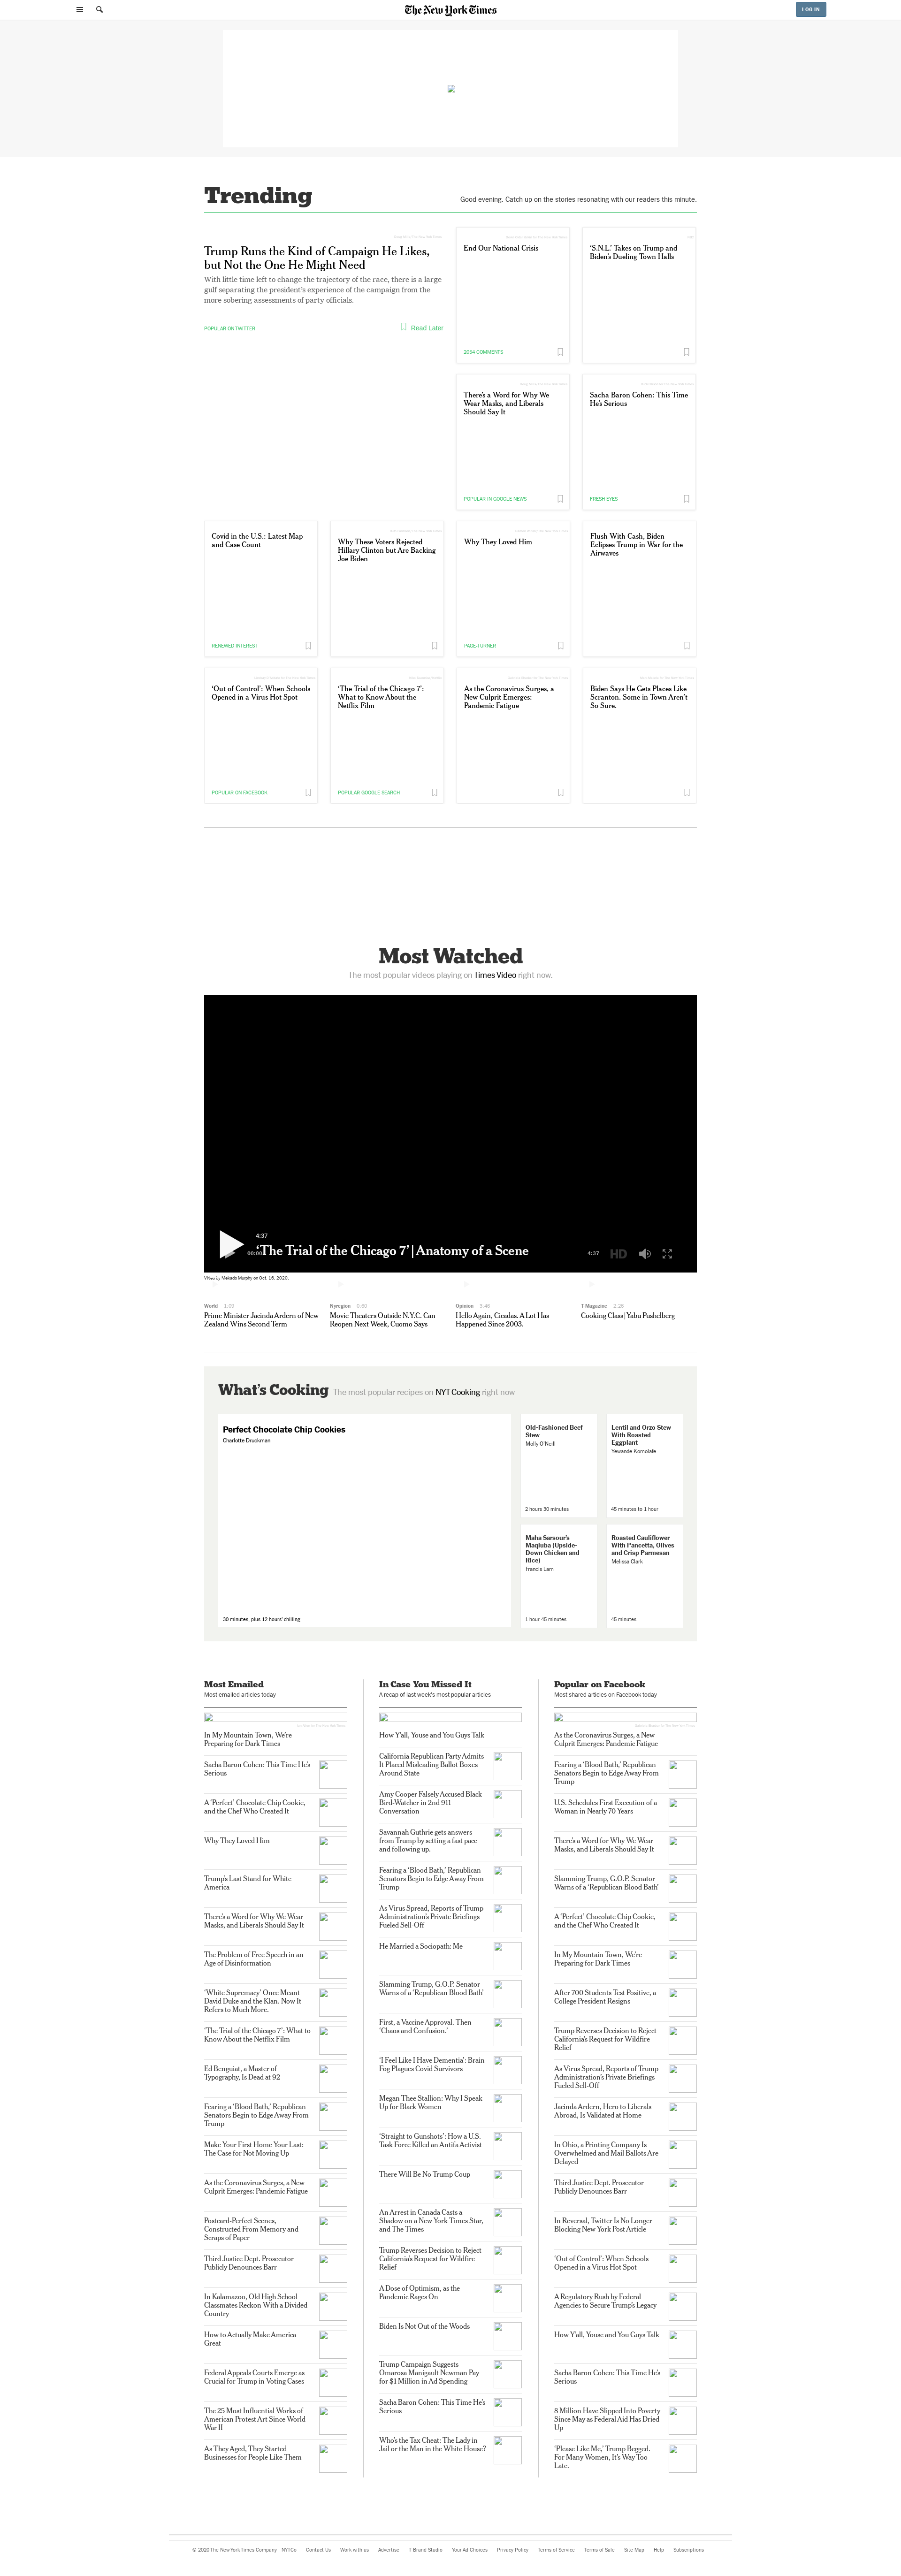 The New York Times
LOG IN
Trending
Good evening. Catch up on the stories resonating with our readers this minute.
Trump Runs the Kind of Campaign He Likes,
but Not the One He Might Need
With little time left to change the trajectory of the race, there is a large
gulf separating the president's experience of the campaign from the
more sobering assessments of party officials.
POPULAR ON TWITTER
Read Later
End Our National Crisis
2054 COMMENTS
‘S.N.L.’ Takes on Trump and
Biden’s Dueling Town Halls
There’s a Word for Why We
Wear Masks, and Liberals
Should Say It
POPULAR IN GOOGLE NEWS
Sacha Baron Cohen: This Time
He’s Serious
FRESH EYES
Covid in the U.S.: Latest Map
and Case Count
RENEWED INTEREST
Why These Voters Rejected
Hillary Clinton but Are Backing
Joe Biden
Why They Loved Him
PAGE-TURNER
Flush With Cash, Biden
Eclipses Trump in War for the
Airwaves
‘Out of Control’: When Schools
Opened in a Virus Hot Spot
POPULAR ON FACEBOOK
‘The Trial of the Chicago 7’:
What to Know About the
Netflix Film
POPULAR GOOGLE SEARCH
As the Coronavirus Surges, a
New Culprit Emerges:
Pandemic Fatigue
Biden Says He Gets Places Like
Scranton. Some in Town Aren’t
So Sure.
Most Watched
The most popular videos playing on Times Video right now.
4:37
00:00
‘The Trial of the Chicago 7’ | Anatomy of a Scene
4:37
HD
Video by Mekado Murphy on Oct. 16, 2020.
World
Prime Minister Jacinda Ardern of New
Zealand Wins Second Term
Nyregion
Movie Theaters Outside N.Y.C. Can
Reopen Next Week, Cuomo Says
Opinion
Hello Again, Cicadas. A Lot Has
Happened Since 2003.
T-Magazine
Cooking Class | Yabu Pushelberg
What’s Cooking The most popular recipes on NYT Cooking right now
Perfect Chocolate Chip Cookies
Charlotte Druckman
30 minutes, plus 12 hours' chilling
Old-Fashioned Beef
Stew
Molly O'Neill
2 hours 30 minutes
Lentil and Orzo Stew
With Roasted
Eggplant
Yewande Komolafe
45 minutes to 1 hour
Maha Sarsour’s
Maqluba (Upside-
Down Chicken and
Rice)
Francis Lam
1 hour 45 minutes
Roasted Cauliflower
With Pancetta, Olives
and Crisp Parmesan
Melissa Clark
45 minutes
Most Emailed
Most emailed articles today
In My Mountain Town, We’re
Preparing for Dark Times
Sacha Baron Cohen: This Time He’s
Serious
A ‘Perfect’ Chocolate Chip Cookie,
and the Chef Who Created It
Why They Loved Him
Trump’s Last Stand for White
America
There’s a Word for Why We Wear
Masks, and Liberals Should Say It
The Problem of Free Speech in an
Age of Disinformation
‘White Supremacy’ Once Meant
David Duke and the Klan. Now It
Refers to Much More.
‘The Trial of the Chicago 7’: What to
Know About the Netflix Film
Ed Benguiat, a Master of
Typography, Is Dead at 92
Fearing a ‘Blood Bath,’ Republican
Senators Begin to Edge Away From
Trump
Make Your First Home Your Last:
The Case for Not Moving Up
As the Coronavirus Surges, a New
Culprit Emerges: Pandemic Fatigue
Postcard-Perfect Scenes,
Constructed From Memory and
Scraps of Paper
Third Justice Dept. Prosecutor
Publicly Denounces Barr
In Kalamazoo, Old High School
Classmates Reckon With a Divided
Country
How to Actually Make America
Great
Federal Appeals Courts Emerge as
Crucial for Trump in Voting Cases
The 25 Most Influential Works of
American Protest Art Since World
War II
As They Aged, They Started
Businesses for People Like Them
In Case You Missed It
A recap of last week's most popular articles
How Y’all, Youse and You Guys Talk
California Republican Party Admits
It Placed Misleading Ballot Boxes
Around State
Amy Cooper Falsely Accused Black
Bird-Watcher in 2nd 911
Conversation
Savannah Guthrie gets answers
from Trump by setting a fast pace
and following up.
Fearing a ‘Blood Bath,’ Republican
Senators Begin to Edge Away From
Trump
As Virus Spread, Reports of Trump
Administration’s Private Briefings
Fueled Sell-Off
He Married a Sociopath: Me
Slamming Trump, G.O.P. Senator
Warns of a ‘Republican Blood Bath’
First, a Vaccine Approval. Then
‘Chaos and Confusion.’
‘I Feel Like I Have Dementia’: Brain
Fog Plagues Covid Survivors
Megan Thee Stallion: Why I Speak
Up for Black Women
‘Straight to Gunshots’: How a U.S.
Task Force Killed an Antifa Activist
There Will Be No Trump Coup
An Arrest in Canada Casts a
Shadow on a New York Times Star,
and The Times
Trump Reverses Decision to Reject
California’s Request for Wildfire
Relief
A Dose of Optimism, as the
Pandemic Rages On
Biden Is Not Out of the Woods
Trump Campaign Suggests
Omarosa Manigault Newman Pay
for $1 Million in Ad Spending
Sacha Baron Cohen: This Time He’s
Serious
Who’s the Tax Cheat: The Lady in
Jail or the Man in the White House?
Popular on Facebook
Most shared articles on Facebook today
As the Coronavirus Surges, a New
Culprit Emerges: Pandemic Fatigue
Fearing a ‘Blood Bath,’ Republican
Senators Begin to Edge Away From
Trump
U.S. Schedules First Execution of a
Woman in Nearly 70 Years
There’s a Word for Why We Wear
Masks, and Liberals Should Say It
Slamming Trump, G.O.P. Senator
Warns of a ‘Republican Blood Bath’
A ‘Perfect’ Chocolate Chip Cookie,
and the Chef Who Created It
In My Mountain Town, We’re
Preparing for Dark Times
After 700 Students Test Positive, a
College President Resigns
Trump Reverses Decision to Reject
California’s Request for Wildfire
Relief
As Virus Spread, Reports of Trump
Administration’s Private Briefings
Fueled Sell-Off
Jacinda Ardern, Hero to Liberals
Abroad, Is Validated at Home
In Ohio, a Printing Company Is
Overwhelmed and Mail Ballots Are
Delayed
Third Justice Dept. Prosecutor
Publicly Denounces Barr
In Reversal, Twitter Is No Longer
Blocking New York Post Article
‘Out of Control’: When Schools
Opened in a Virus Hot Spot
A Regulatory Rush by Federal
Agencies to Secure Trump’s Legacy
How Y’all, Youse and You Guys Talk
Sacha Baron Cohen: This Time He’s
Serious
8 Million Have Slipped Into Poverty
Since May as Federal Aid Has Dried
Up
‘Please Like Me,’ Trump Begged.
For Many Women, It’s Way Too
Late.
© 2020 The New York Times Company NYTCo Contact Us Work with us Advertise T Brand Studio Your Ad Choices Privacy Policy Terms of Service Terms of Sale Site Map Help Subscriptions